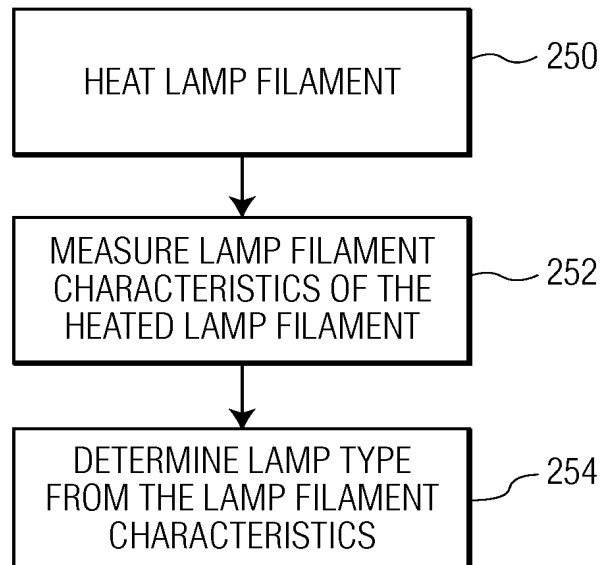 HEAT LAMP FILAMENT
250
MEASURE LAMP FILAMENT
CHARACTERISTICS OF THE
HEATED LAMP FILAMENT
252
DETERMINE LAMP TYPE
FROM THE LAMP FILAMENT
CHARACTERISTICS
254